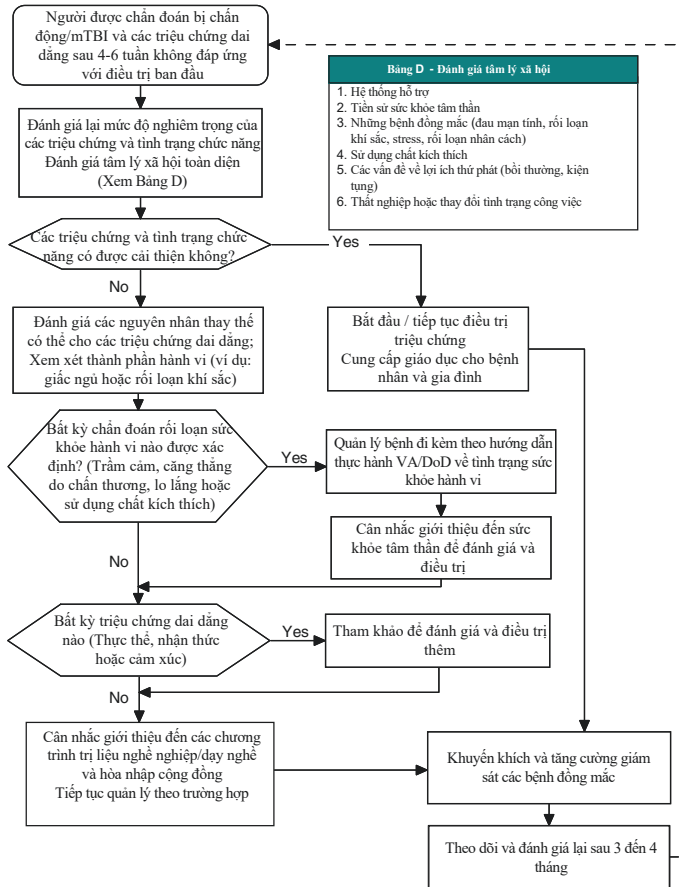 Người được chẩn đoán bị chấn
động/mTBI và các triệu chứng dai
dẳng sau 4-6 tuần không đáp ứng
với điều trị ban đầu
Bảng D - Đánh giá tâm lý xã hội
1. Hệ thống hỗ trợ
2. Tiền sử sức khỏe tâm thần
3. Những bệnh đồng mắc (đau mạn tính, rối loạn
khí sắc, stress, rối loạn nhân cách)
4. Sử dụng chất kích thích
5. Các vấn đề về lợi ích thứ phát (bồi thường, kiện
tụng)
6. Thất nghiệp hoặc thay đổi tình trạng công việc
Đánh giá lại mức độ nghiêm trọng của
các triệu chứng và tình trạng chức năng
Đánh giá tâm lý xã hội toàn diện
(Xem Bảng D)
Các triệu chứng và tình trạng chức
năng có được cải thiện không?
Yes
No
Đánh giá các nguyên nhân thay thế
có thể cho các triệu chứng dai dẳng;
Xem xét thành phần hành vi (ví dụ:
giấc ngủ hoặc rối loạn khí sắc)
Bắt đầu / tiếp tục điều trị
triệu chứng
Cung cấp giáo dục cho bệnh
nhân và gia đình
Bất kỳ chẩn đoán rối loạn sức
khỏe hành vi nào được xác
định? (Trầm cảm, căng thẳng
do chấn thương, lo lắng hoặc
sử dụng chất kích thích)
Yes
Quản lý bệnh đi kèm theo hướng dẫn
thực hành VA/DoD về tình trạng sức
khỏe hành vi
Cân nhắc giới thiệu đến sức
khỏe tâm thần để đánh giá và
điều trị
No
Bất kỳ triệu chứng dai dẳng
nào (Thực thể, nhận thức
hoặc cảm xúc)
Yes
Tham khảo để đánh giá và điều trị
thêm
No
Cân nhắc giới thiệu đến các chương
trình trị liệu nghề nghiệp/dạy nghề
và hòa nhập cộng đồng
Tiếp tục quản lý theo trường hợp
Khuyến khích và tăng cường giám
sát các bệnh đồng mắc
Theo dõi và đánh giá lại sau 3 đến 4
tháng